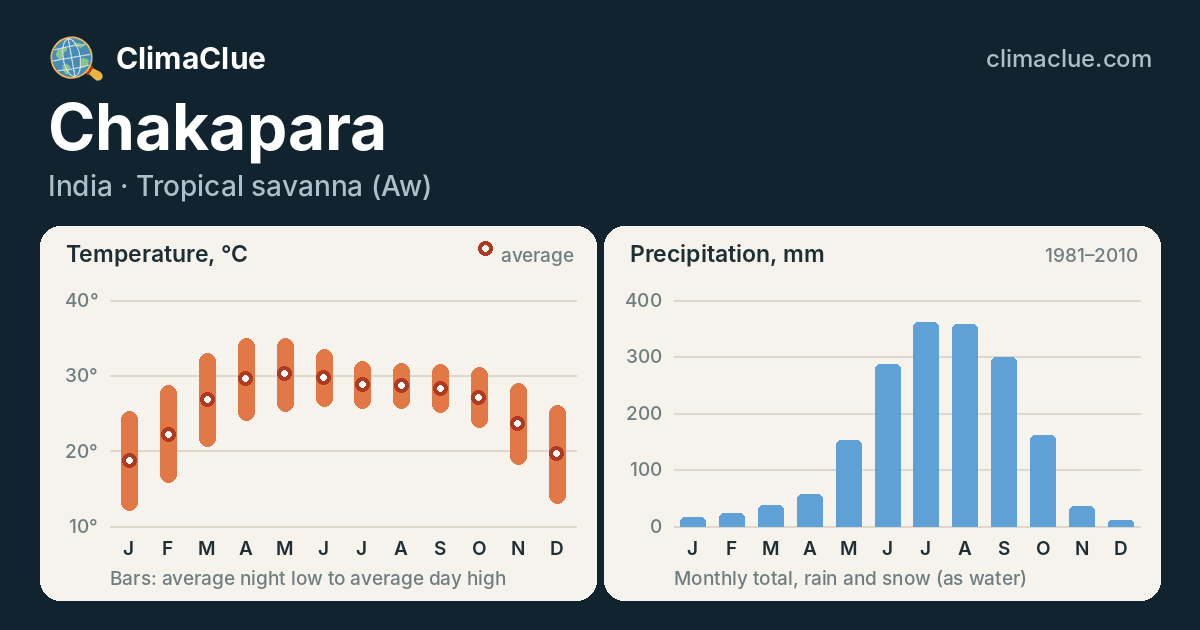 ClimaClue
climaclue.com
Chakapara
India · Tropical savanna (Aw)
Temperature, °C
average
40°
30°
20°
10°
J F M A M J J A S O N D
Bars: average night low to average day high
Precipitation, mm
1981–2010
400
300
200
100
0
J F M A M J J A S O N D
Monthly total, rain and snow (as water)